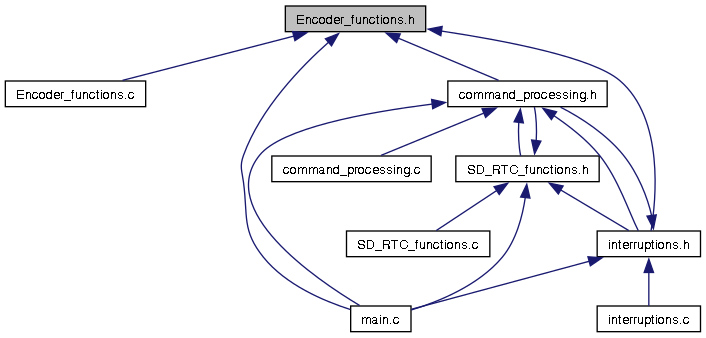 Encoder_functions.h
Encoder_functions.c
command_processing.h
command_processing.c
SD_RTC_functions.h
SD_RTC_functions.c
interruptions.h
main.c
interruptions.c